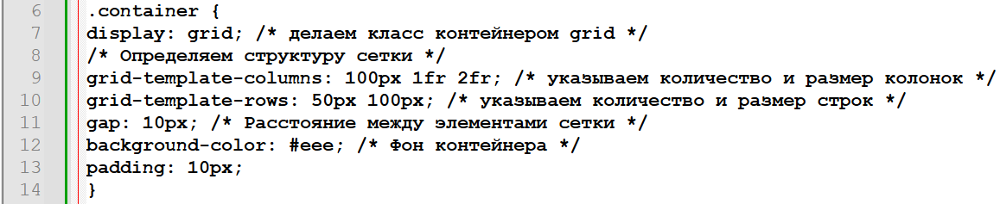 6 .container {
7 display: grid; /* делаем класс контейнером grid */
8 /* Определяем структуру сетки */
9 grid-template-columns: 100px 1fr 2fr; /* указываем количество и размер колонок */
10 grid-template-rows: 50px 100px; /* указываем количество и размер строк */
11 gap: 10px; /* Расстояние между элементами сетки */
12 background-color: #eee; /* Фон контейнера */
13 padding: 10px;
14 }